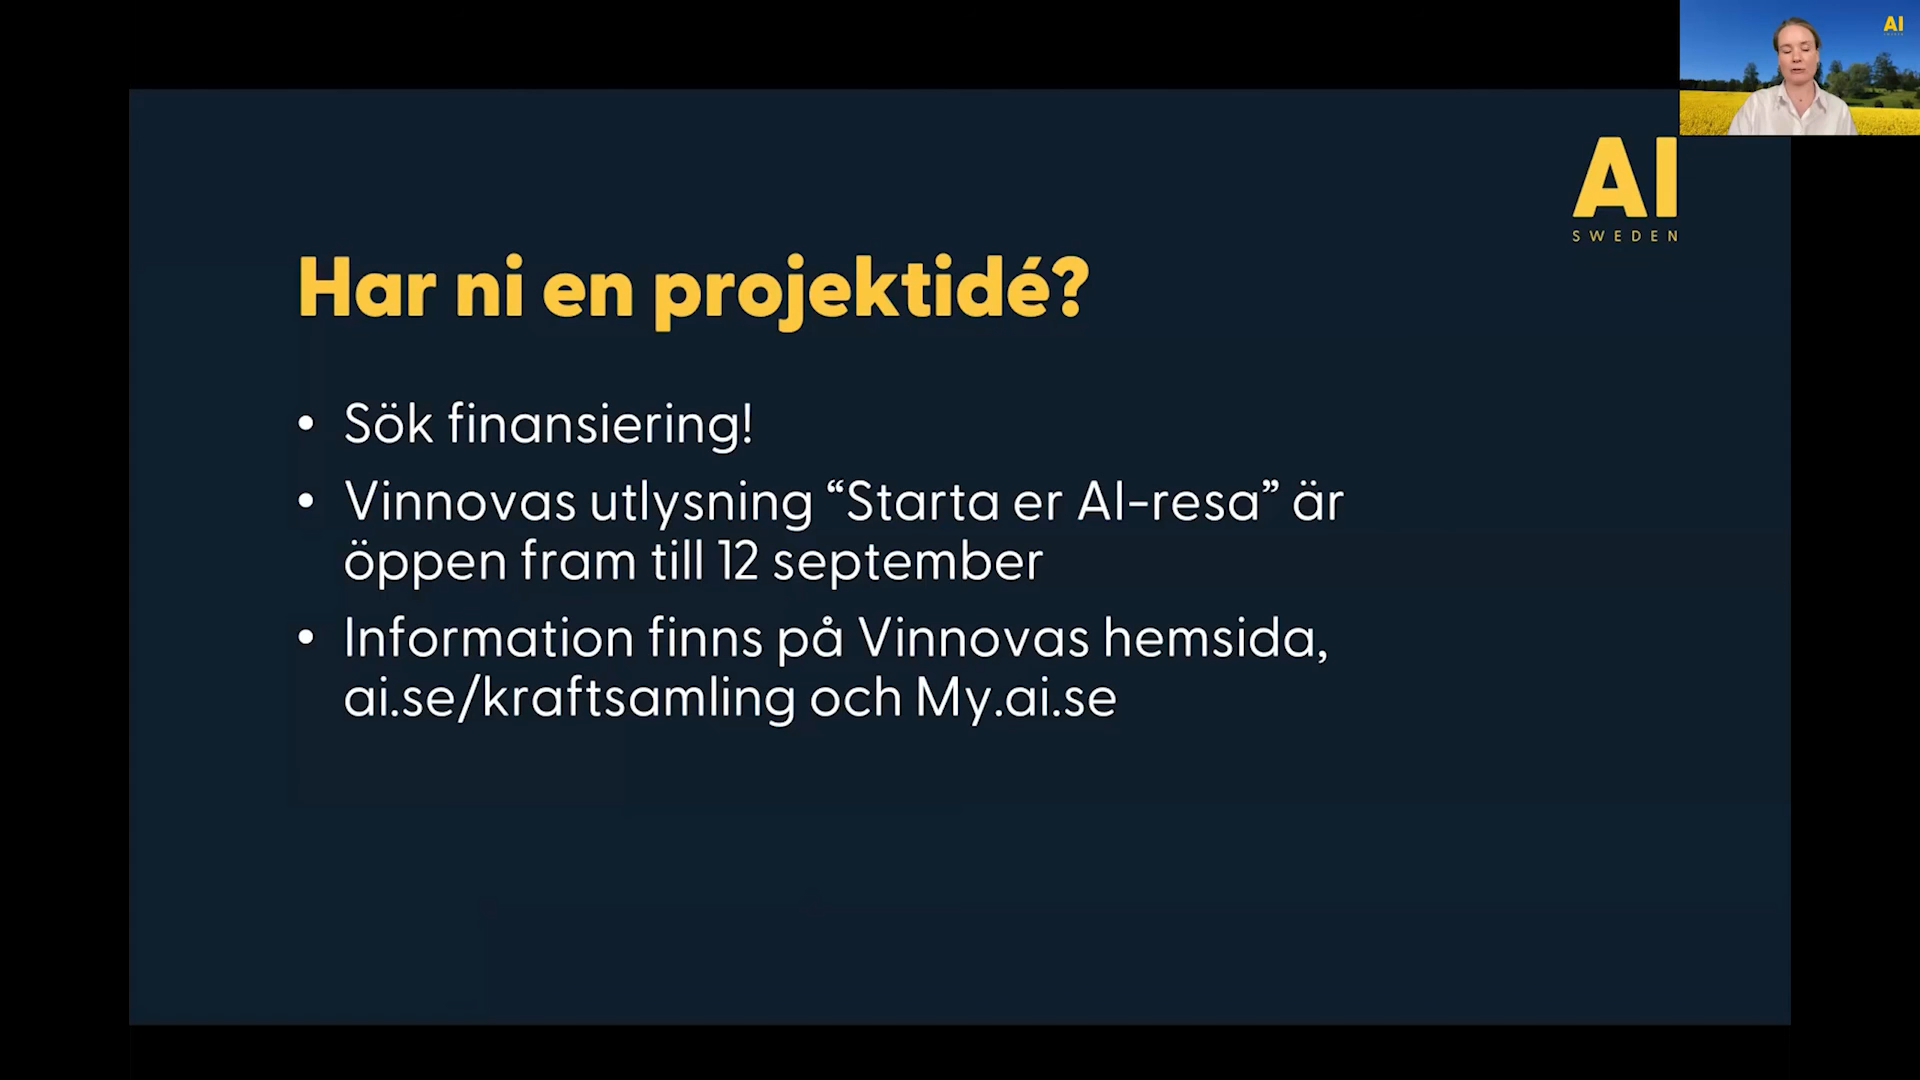 AI
AI
SWEDEN
Har ni en projektidé?
• Sök finansiering!
• Vinnovas utlysning “Starta er AI-resa” är
öppen fram till 12 september
• Information finns på Vinnovas hemsida,
ai.se/kraftsamling och My.ai.se